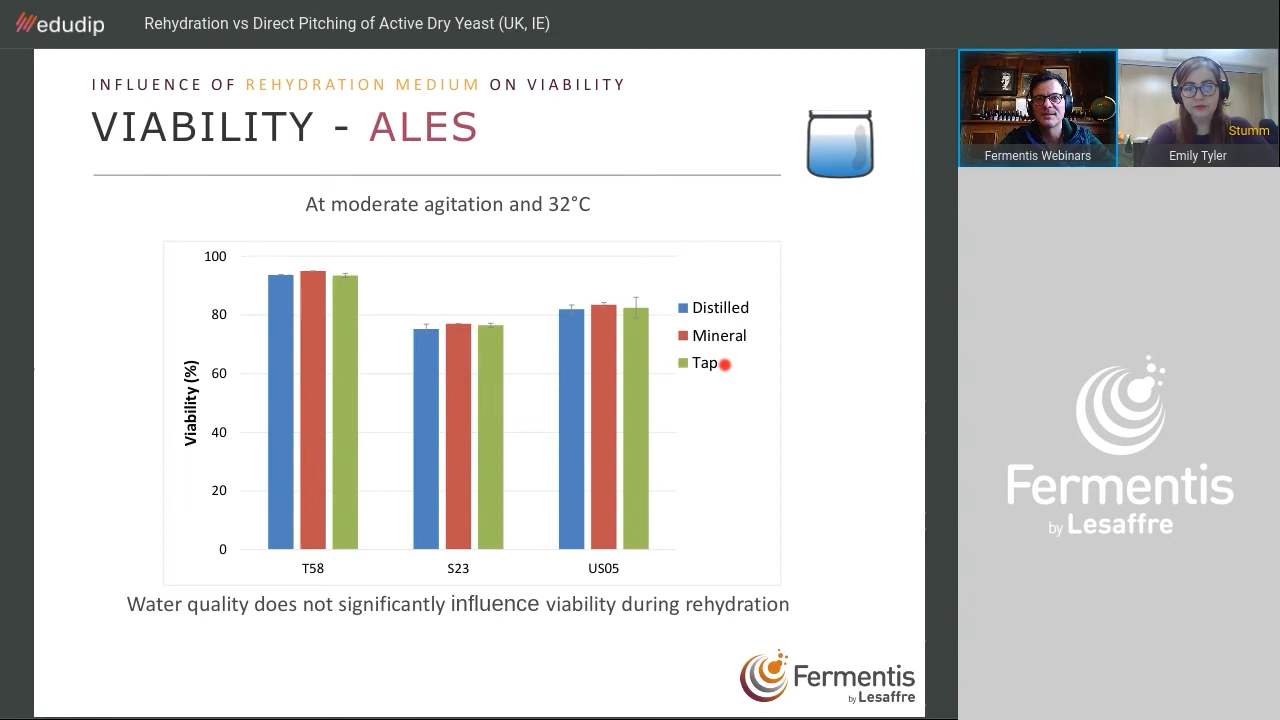 edudip
Rehydration vs Direct Pitching of Active Dry Yeast (UK, IE)
INFLUENCE OF REHYDRATION MEDIUM ON VIABILITY
VIABILITY - ALES
At moderate agitation and 32°C
100
80
60
40
20
0
Viability (%)
T58
S23
US05
Distilled
Mineral
Tap
Water quality does not significantly influence viability during rehydration
Fermentis
by Lesaffre
Fermentis Webinars
Stumm
Emily Tyler
Fermentis
by Lesaffre